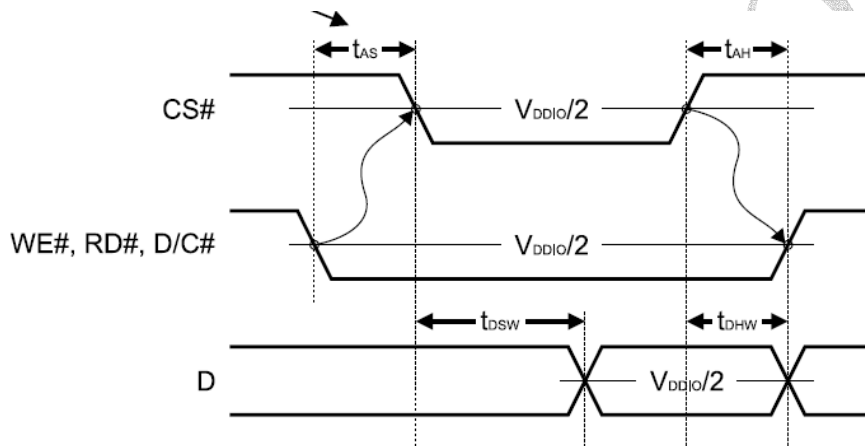 tAS tAH
CS# VDDIO/2
WE#, RD#, D/C# VDDIO/2
tDSW tDHW
D VDDIO/2